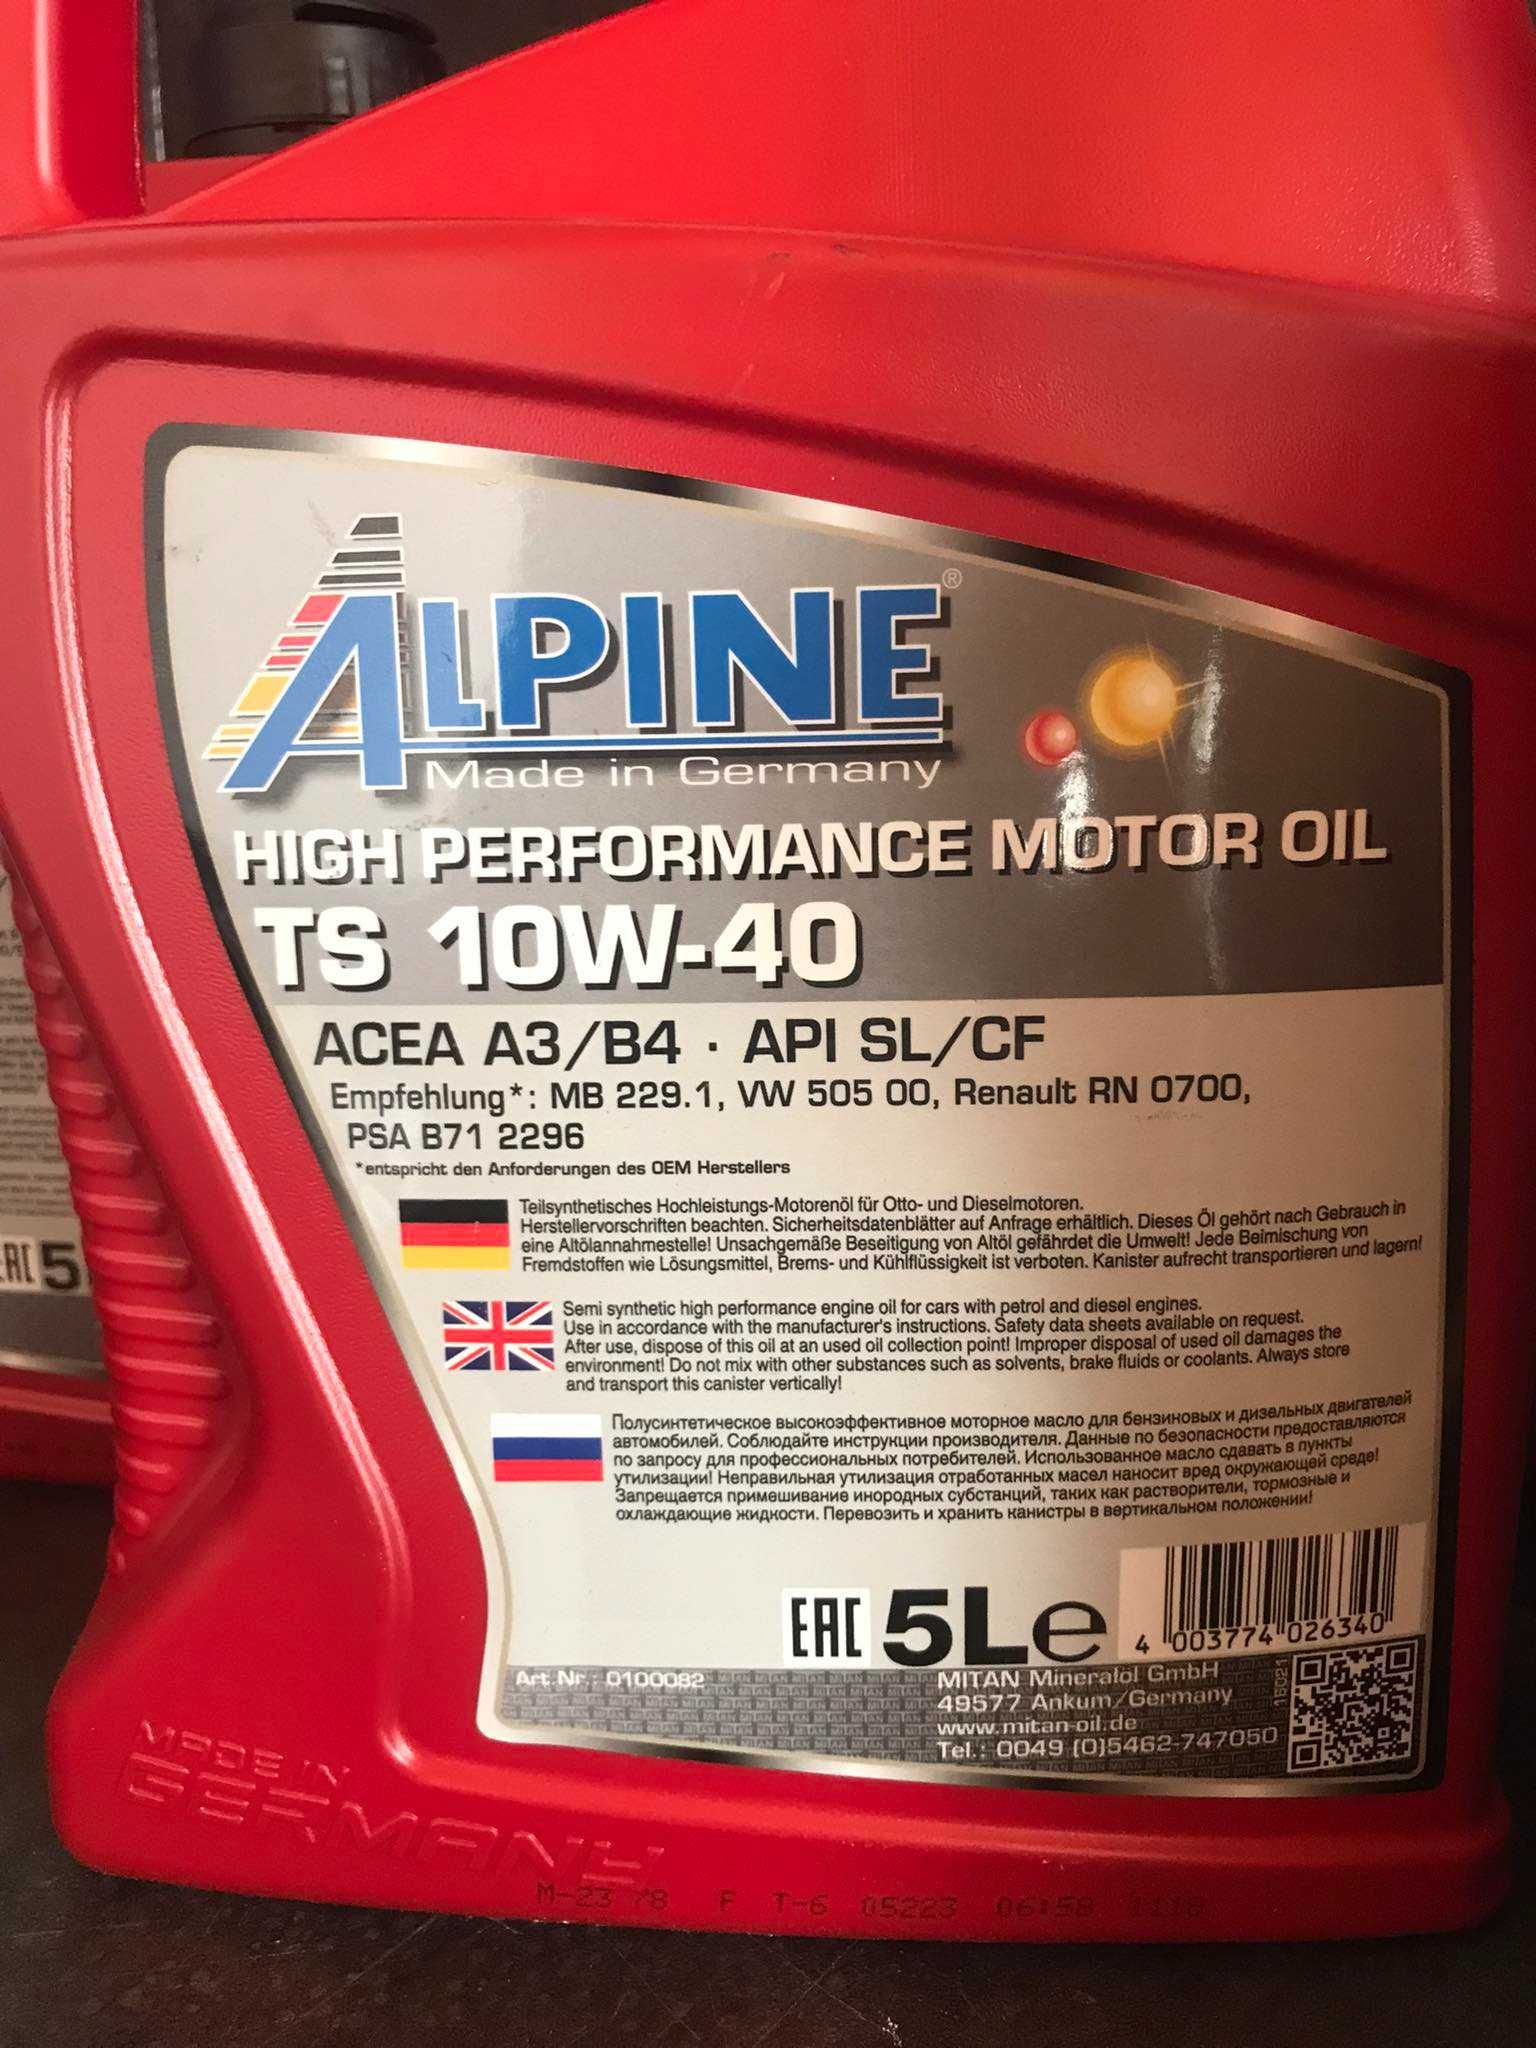 ALPINE®
Made in Germany
HIGH PERFORMANCE MOTOR OIL
TS 10W-40
ACEA A3/B4 · API SL/CF
Empfehlung*: MB 229.1, VW 505 00, Renault RN 0700,
PSA B71 2296
*entspricht den Anforderungen des OEM Herstellers
Teilsynthetisches Hochleistungs-Motorenöl für Otto- und Dieselmotoren.
Herstellervorschriften beachten. Sicherheitsdatenblätter auf Anfrage erhältlich. Dieses Öl gehört nach Gebrauch in
eine Altölannahmestelle! Unsachgemäße Beseitigung von Altöl gefährdet die Umwelt! Jede Beimischung von
Fremdstoffen wie Lösungsmittel, Brems- und Kühlflüssigkeit ist verboten. Kanister aufrecht transportieren und lagern!
Semi synthetic high performance engine oil for cars with petrol and diesel engines.
Use in accordance with the manufacturer's instructions. Safety data sheets available on request.
After use, dispose of this oil at an used oil collection point! Improper disposal of used oil damages the
environment! Do not mix with other substances such as solvents, brake fluids or coolants. Always store
and transport this canister vertically!
Полусинтетическое высокоэффективное моторное масло для бензиновых и дизельных двигателей
автомобилей. Соблюдайте инструкции производителя. Данные по безопасности предоставляются
по запросу для профессиональных потребителей. Использованное масло сдавать в пункты
утилизации! Неправильная утилизация отработанных масел наносит вред окружающей среде!
Запрещается примешивание инородных субстанций, таких как растворители, тормозные и
охлаждающие жидкости. Перевозить и хранить канистры в вертикальном положении!
EAC 5L e
4 003774 026340
Art.Nr.: 0100082
MITAN Mineralöl GmbH
49577 Ankum/Germany
www.mitan-oil.de
Tel.: 0049 (0)5462-747050
MADE IN
GERMANY
F T-6 05223 06:58